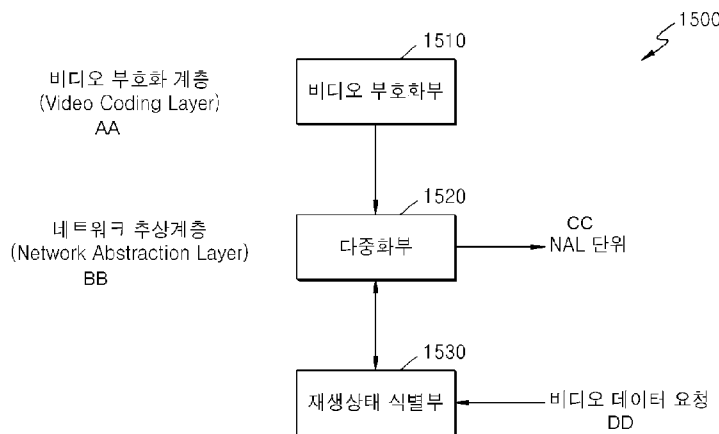 1500
1510
비디오 부호화 계층
(Video Coding Layer)
AA
비디오 부호화부
1520
네트워크 추상계층
(Network Abstraction Layer)
BB
다중화부
CC
NAL 단위
1530
재생상태 식별부
비디오 데이터 요청
DD